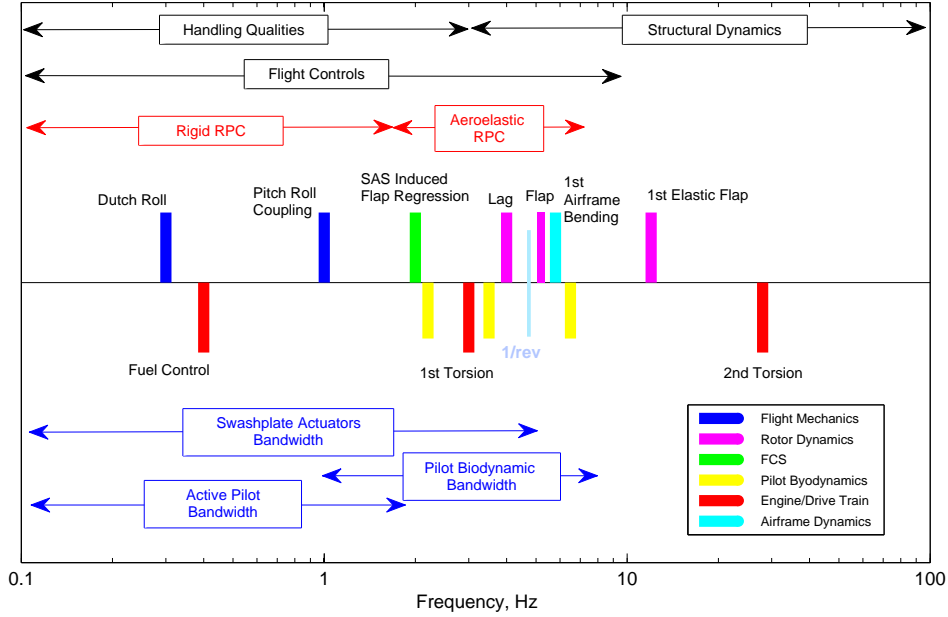 Handling Qualities
Structural Dynamics
Flight Controls
Rigid RPC
Aeroelastic
RPC
Dutch Roll
Pitch Roll
Coupling
SAS Induced
Flap Regression
Lag
Flap
1st
Airframe
Bending
1st Elastic Flap
Fuel Control
1st Torsion
1/rev
2nd Torsion
Swashplate Actuators
Bandwidth
Pilot Biodynamic
Bandwidth
Active Pilot
Bandwidth
Flight Mechanics
Rotor Dynamics
FCS
Pilot Byodynamics
Engine/Drive Train
Airframe Dynamics
0.1 1 10 100
Frequency, Hz